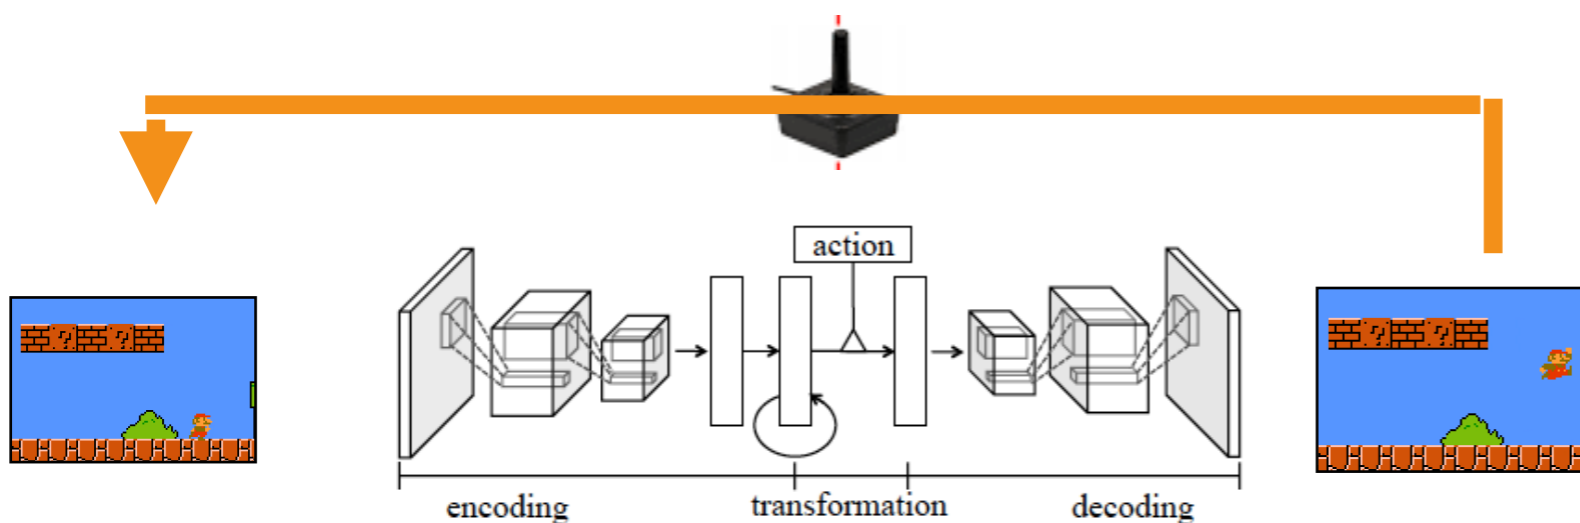 action
? ?
? ?
encoding transformation decoding